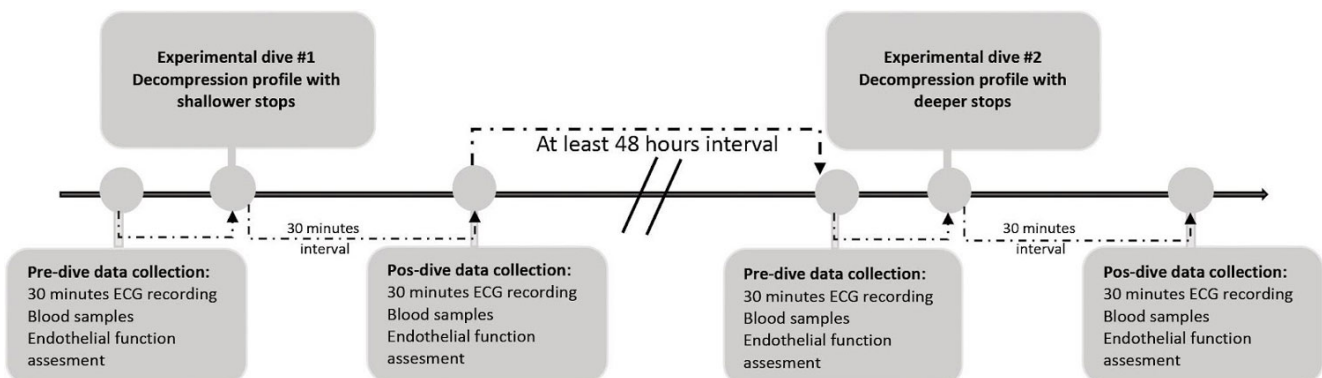 Experimental dive #1
Decompression profile with
shallower stops
Experimental dive #2
Decompression profile with
deeper stops
At least 48 hours interval
30 minutes
interval
30 minutes
interval
Pre-dive data collection:
30 minutes ECG recording
Blood samples
Endothelial function
assesment
Pos-dive data collection:
30 minutes ECG recording
Blood samples
Endothelial function
assesment
Pre-dive data collection:
30 minutes ECG recording
Blood samples
Endothelial function
assesment
Pos-dive data collection:
30 minutes ECG recording
Blood samples
Endothelial function
assesment